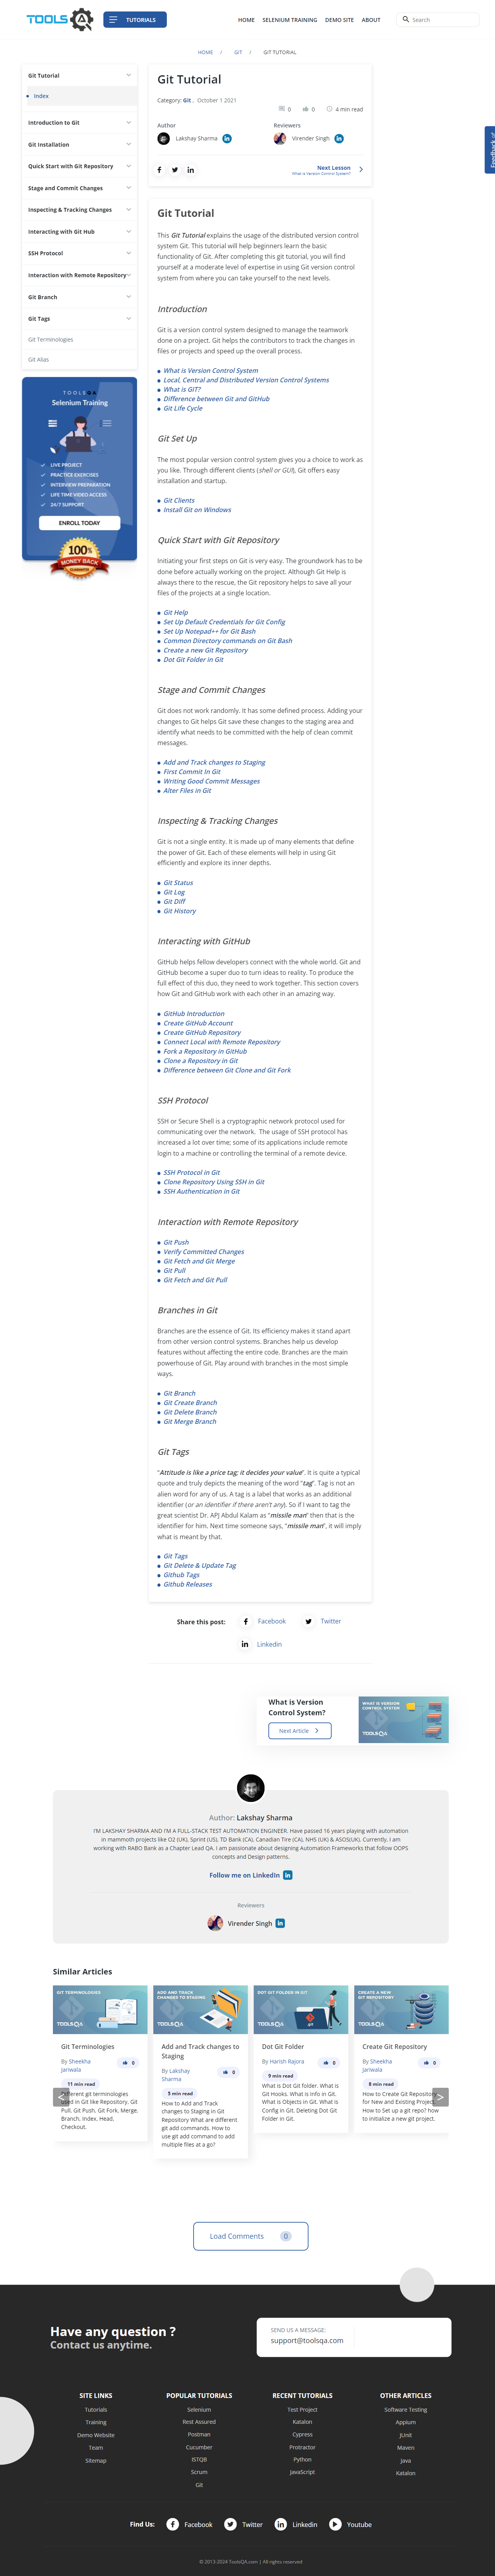 TOOLS QA
TUTORIALS
HOME
SELENIUM TRAINING
DEMO SITE
ABOUT
Search
HOME / GIT / GIT TUTORIAL
Git Tutorial
Index
Introduction to Git
Git Installation
Quick Start with Git Repository
Stage and Commit Changes
Inspecting & Tracking Changes
Interacting with Git Hub
SSH Protocol
Interaction with Remote Repository
Git Branch
Git Tags
Git Terminologies
Git Alias
TOOLSQA
Selenium Training
LIVE PROJECT
PRACTICE EXERCISES
INTERVIEW PREPARATION
LIFE TIME VIDEO ACCESS
24/7 SUPPORT
ENROLL TODAY
100%
MONEY BACK
Feedback
Git Tutorial
Category: Git , October 1 2021
0
0
4 min read
Author
Lakshay Sharma
Reviewers
Virender Singh
Next Lesson
What is Version Control System?
Git Tutorial
This Git Tutorial explains the usage of the distributed version control
system Git. This tutorial will help beginners learn the basic
functionality of Git. After completing this git tutorial, you will find
yourself at a moderate level of expertise in using Git version control
system from where you can take yourself to the next levels.
Introduction
Git is a version control system designed to manage the teamwork
done on a project. Git helps the contributors to track the changes in
files or projects and speed up the overall process.
What is Version Control System
Local, Central and Distributed Version Control Systems
What is GIT?
Difference between Git and GitHub
Git Life Cycle
Git Set Up
The most popular version control system gives you a choice to work as
you like. Through different clients (shell or GUI), Git offers easy
installation and startup.
Git Clients
Install Git on Windows
Quick Start with Git Repository
Initiating your first steps on Git is very easy. The groundwork has to be
done before actually working on the project. Although Git Help is
always there to the rescue, the Git repository helps to save all your
files of the projects at a single location.
Git Help
Set Up Default Credentials for Git Config
Set Up Notepad++ for Git Bash
Common Directory commands on Git Bash
Create a new Git Repository
Dot Git Folder in Git
Stage and Commit Changes
Git does not work randomly. It has some defined process. Adding your
changes to Git helps Git save these changes to the staging area and
identify what needs to be committed with the help of clean commit
messages.
Add and Track changes to Staging
First Commit In Git
Writing Good Commit Messages
Alter Files in Git
Inspecting & Tracking Changes
Git is not a single entity. It is made up of many elements that define
the power of Git. Each of these elements will help in using Git
efficiently and explore its inner depths.
Git Status
Git Log
Git Diff
Git History
Interacting with GitHub
GitHub helps fellow developers connect with the whole world. Git and
GitHub become a super duo to turn ideas to reality. To produce the
full effect of this duo, they need to work together. This section covers
how Git and GitHub work with each other in an amazing way.
GitHub Introduction
Create GitHub Account
Create GitHub Repository
Connect Local with Remote Repository
Fork a Repository in GitHub
Clone a Repository in Git
Difference between Git Clone and Git Fork
SSH Protocol
SSH or Secure Shell is a cryptographic network protocol used for
communicating over the network. The usage of SSH protocol has
increased a lot over time; some of its applications include remote
login to a machine or controlling the terminal of a remote device.
SSH Protocol in Git
Clone Repository Using SSH in Git
SSH Authentication in Git
Interaction with Remote Repository
Git Push
Verify Committed Changes
Git Fetch and Git Merge
Git Pull
Git Fetch and Git Pull
Branches in Git
Branches are the essence of Git. Its efficiency makes it stand apart
from other version control systems. Branches help us develop
features without affecting the entire code. Branches are the main
powerhouse of Git. Play around with branches in the most simple
ways.
Git Branch
Git Create Branch
Git Delete Branch
Git Merge Branch
Git Tags
"Attitude is like a price tag; it decides your value". It is quite a typical
quote and truly depicts the meaning of the word "tag". Tag is not an
alien word for any of us. A tag is a label that works as an additional
identifier (or an identifier if there aren't any). So if I want to tag the
great scientist Dr. APJ Abdul Kalam as "missile man" then that is the
identifier for him. Next time someone says, "missile man", it will imply
what is meant by that.
Git Tags
Git Delete & Update Tag
Github Tags
Github Releases
Share this post:
Facebook
Twitter
Linkedin
What is Version
Control System?
Next Article
WHAT IS VERSION
CONTROL SYSTEM
TOOLSQA
Author: Lakshay Sharma
I'M LAKSHAY SHARMA AND I'M A FULL-STACK TEST AUTOMATION ENGINEER. Have passed 16 years playing with automation
in mammoth projects like O2 (UK), Sprint (US), TD Bank (CA), Canadian Tire (CA), NHS (UK) & ASOS(UK). Currently, I am
working with RABO Bank as a Chapter Lead QA. I am passionate about designing Automation Frameworks that follow OOPS
concepts and Design patterns.
Follow me on LinkedIn
Reviewers
Virender Singh
Similar Articles
GIT TERMINOLOGIES
TOOLSQA
Git Terminologies
By Sheekha
Jariwala
0
11 min read
Different git terminologies
used in Git like Repository, Git
Pull, Git Push, Git Fork, Merge,
Branch, Index, Head,
Checkout.
ADD AND TRACK
CHANGES TO STAGING
TOOLSQA
Add and Track changes to
Staging
By Lakshay
Sharma
0
5 min read
How to Add and Track
changes to Staging in Git
Repository What are different
git add commands. How to
use git add command to add
multiple files at a go?
DOT GIT FOLDER IN GIT
TOOLSQA
Dot Git Folder
By Harish Rajora
0
9 min read
What is Dot Git folder. What is
Git Hooks. What is Info in Git.
What is Objects in Git. What is
Config in Git. Deleting Dot Git
Folder in Git.
CREATE A NEW
GIT REPOSITORY
TOOLSQA
Create Git Repository
By Sheekha
Jariwala
0
8 min read
How to Create Git Repository
for New and Existing Project?
How to Set up a git repo? how
to initialize a new git project.
<
>
Load Comments 0
Have any question ?
Contact us anytime.
SEND US A MESSAGE:
support@toolsqa.com
SITE LINKS
Tutorials
Training
Demo Website
Team
Sitemap
POPULAR TUTORIALS
Selenium
Rest Assured
Postman
Cucumber
ISTQB
Scrum
Git
RECENT TUTORIALS
Test Project
Katalon
Cypress
Protractor
Python
JavaScript
OTHER ARTICLES
Software Testing
Appium
JUnit
Maven
Java
Katalon
Find Us:
Facebook
Twitter
Linkedin
Youtube
© 2013-2024 ToolsQA.com | All rights reserved